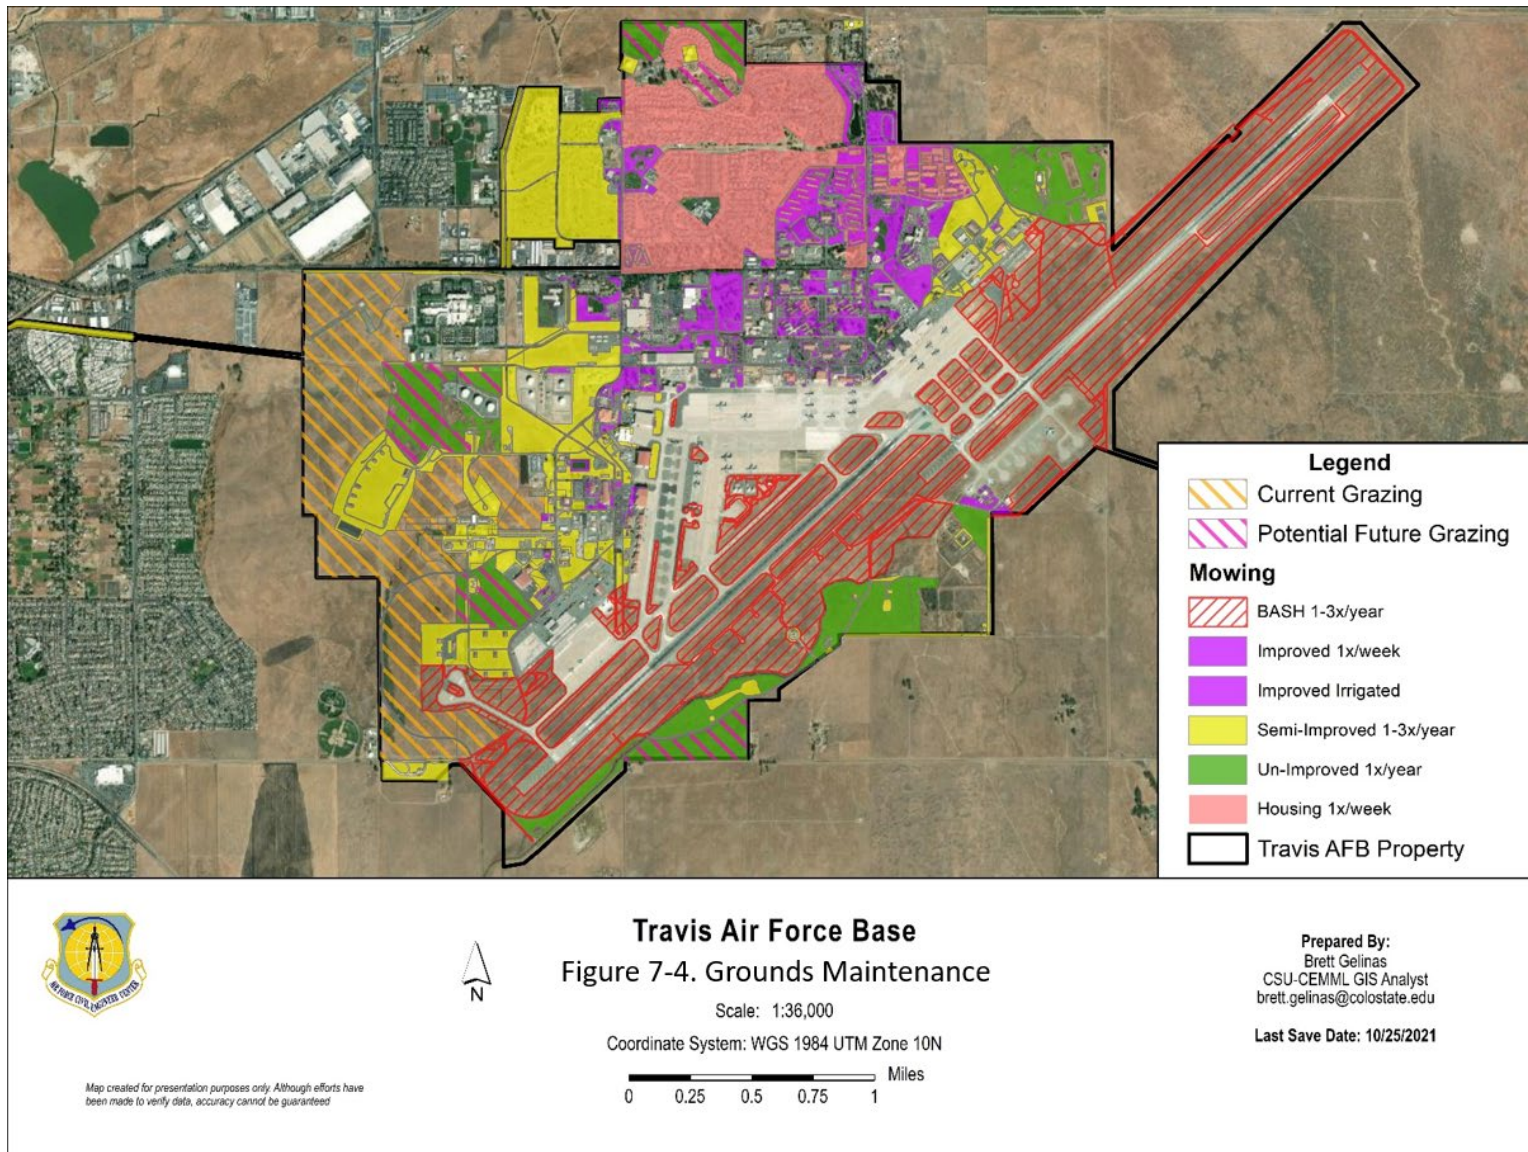 Legend
Current Grazing
Potential Future Grazing
Mowing
BASH 1-3x/year
Improved 1x/week
Improved Irrigated
Semi-Improved 1-3x/year
Un-Improved 1x/year
Housing 1x/week
Travis AFB Property
AIR FORCE CIVIL ENGINEER CENTER
N
Travis Air Force Base
Figure 7-4. Grounds Maintenance
Scale: 1:36,000
Coordinate System: WGS 1984 UTM Zone 10N
Miles
0 0.25 0.5 0.75 1
Prepared By:
Brett Gelinas
CSU-CEMML GIS Analyst
brett.gelinas@colostate.edu
Last Save Date: 10/25/2021
Map created for presentation purposes only. Although efforts have
been made to verify data, accuracy cannot be guaranteed